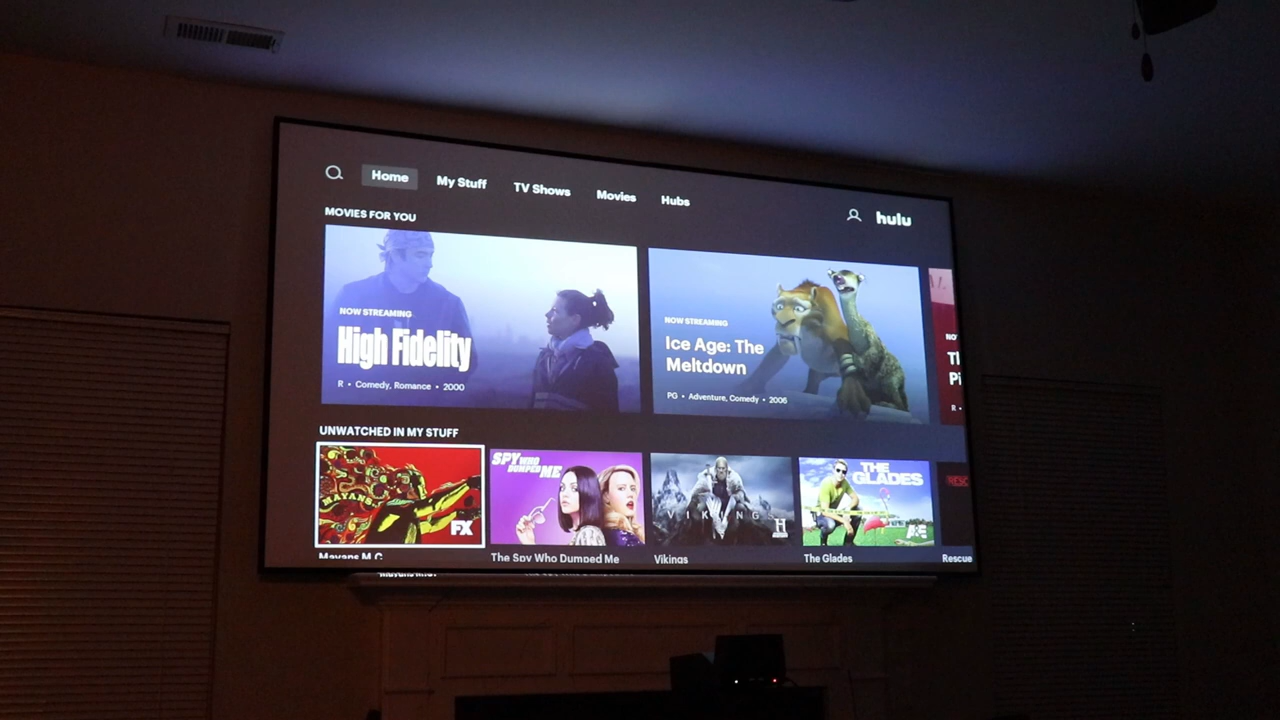 Home My Stuff TV Shows Movies Hubs
hulu
MOVIES FOR YOU
NOW STREAMING
High Fidelity
R • Comedy, Romance • 2000
NOW STREAMING
Ice Age: The
Meltdown
PG • Adventure, Comedy • 2006
R •
UNWATCHED IN MY STUFF
MAYANS
FX
SPY WHO
DUMPED ME
VIKINGS
H
THE
GLADES
A&E
Mayans M.C.
The Spy Who Dumped Me
Vikings
The Glades
Rescue